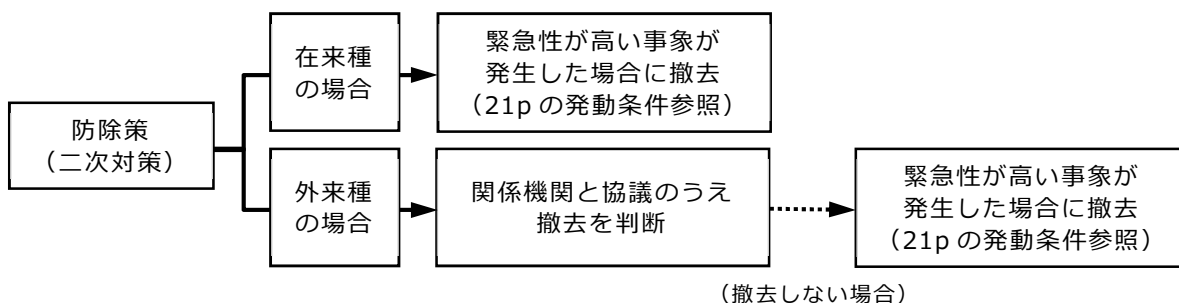 防除策
（二次対策）
在来種
の場合
緊急性が高い事象が
発生した場合に撤去
（21p の発動条件参照）
外来種
の場合
関係機関と協議のうえ
撤去を判断
緊急性が高い事象が
発生した場合に撤去
（21p の発動条件参照）
（撤去しない場合）